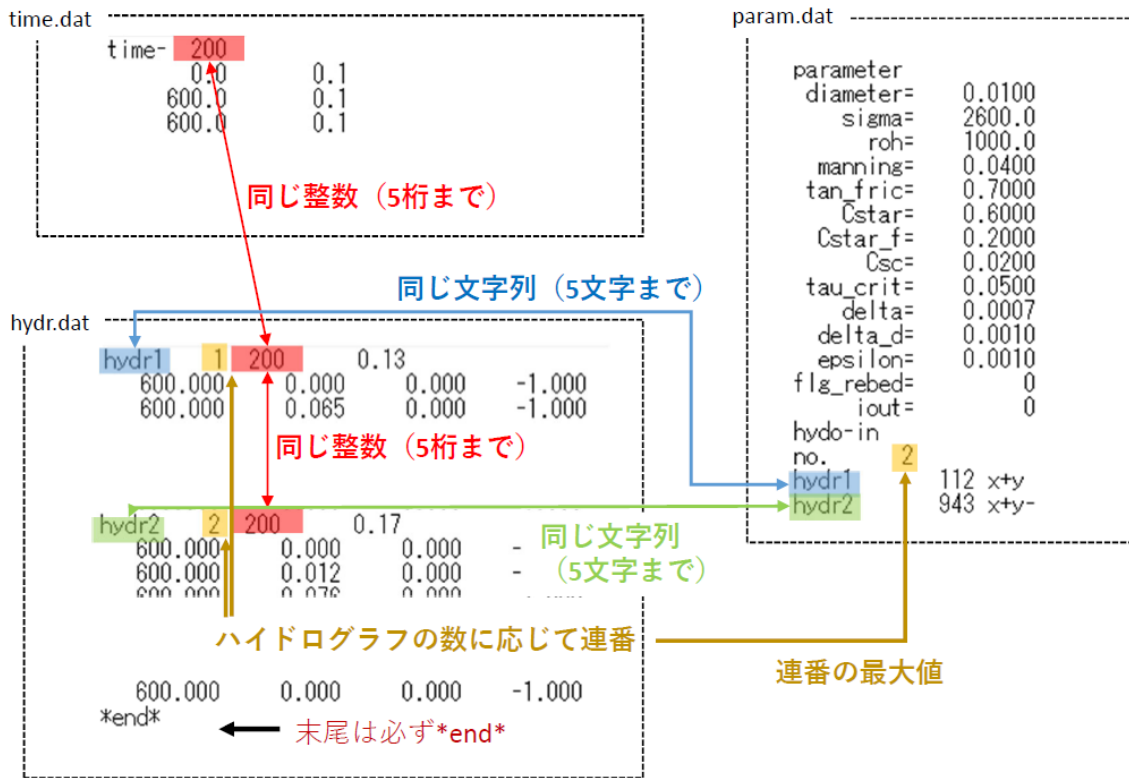 time.dat
time- 200
0.0 0.1
600.0 0.1
600.0 0.1
同じ整数（5桁まで）
param.dat
parameter
diameter= 0.0100
sigma= 2600.0
roh= 1000.0
manning= 0.0400
tan_fric= 0.7000
Cstar= 0.6000
Cstar_f= 0.2000
Csc= 0.0200
tau_crit= 0.0500
delta= 0.0007
delta_d= 0.0010
epsilon= 0.0010
flg_rebed= 0
iout= 0
hydo-in
no. 2
hydr1 112 x+y
hydr2 943 x+y-
同じ文字列（5文字まで）
hydr.dat
hydr1 1 200 0.13
600.000 0.000 0.000 -1.000
600.000 0.065 0.000 -1.000
同じ整数（5桁まで）
hydr2 2 200 0.17
600.000 0.000 0.000 -
600.000 0.012 0.000 -
600.000 0.076 0.000
同じ文字列
（5文字まで）
ハイドログラフの数に応じて連番
連番の最大値
600.000 0.000 0.000 -1.000
*end*
末尾は必ず*end*